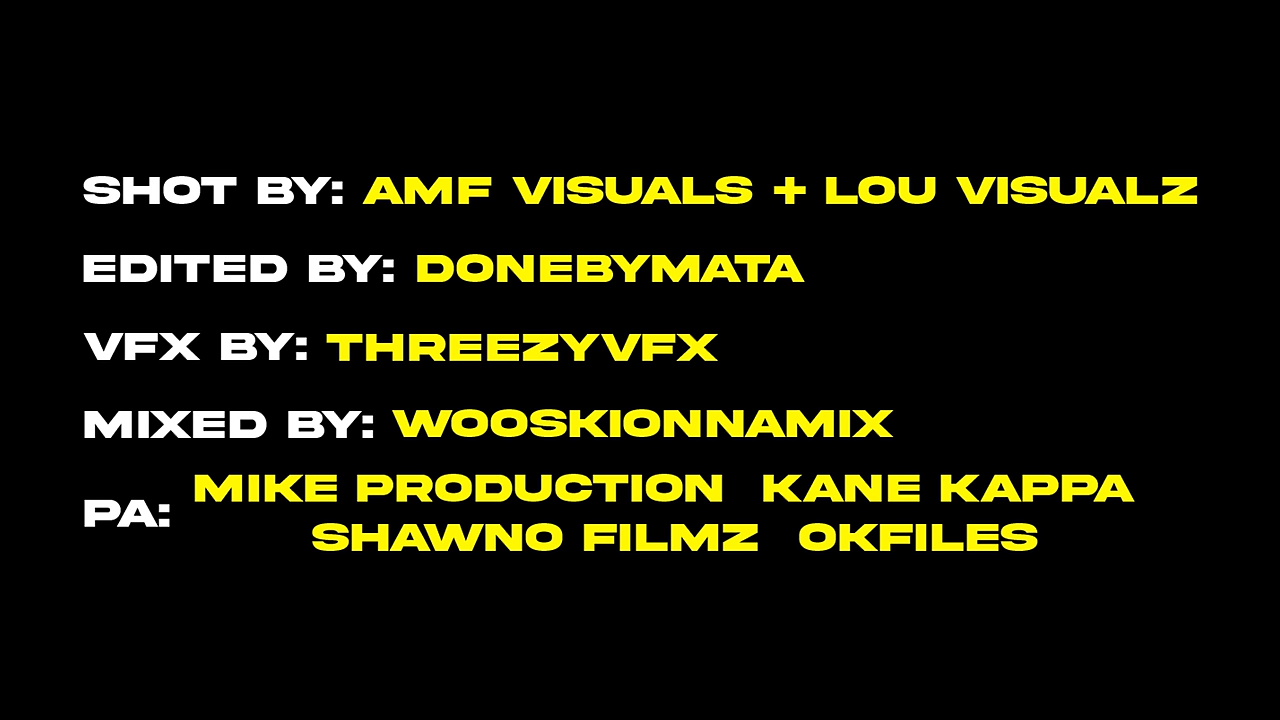 SHOT BY: AMF VISUALS + LOU VISUALZ
EDITED BY: DONEBYMATA
VFX BY: THREEZYVFX
MIXED BY: WOOSKIONNAMIX
PA: MIKE PRODUCTION KANE KAPPA
SHAWNO FILMZ OKFILES